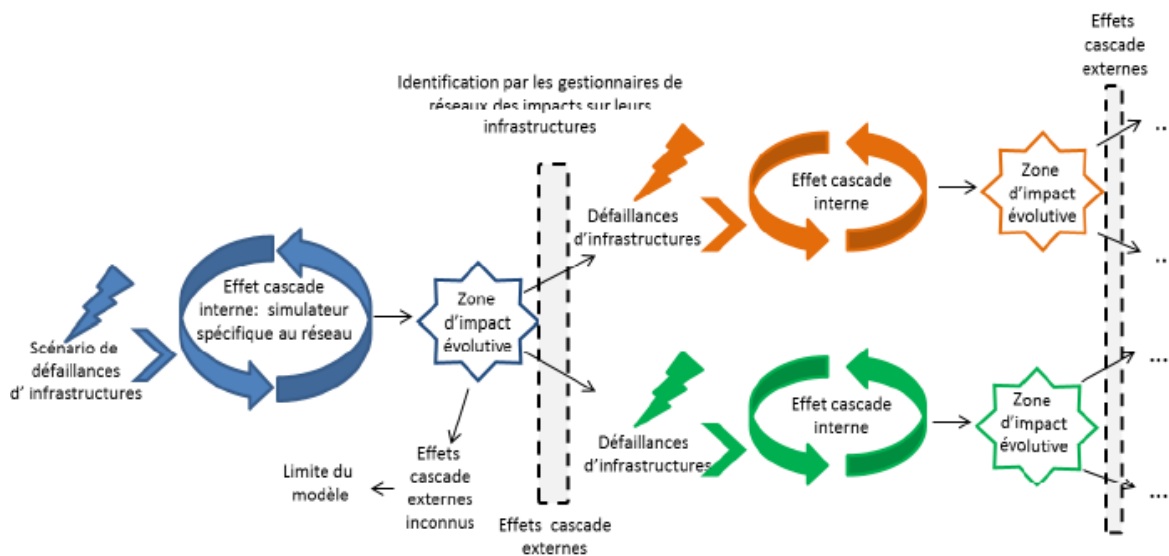 Effets
cascade
externes
Identification par les gestionnaires de
réseaux des impacts sur leurs
infrastructures
Scénario de
défaillances
d' infrastructures
Effet cascade
interne: simulateur
spécifique au réseau
Zone
d'impact
évolutive
Effets
cascade
externes
inconnus
Limite du
modèle
Effets cascade
externes
Défaillances
d'infrastructures
Effet cascade
interne
Zone
d'impact
évolutive
..
..
Défaillances
d'infrastructures
Effet cascade
interne
Zone
d'impact
évolutive
...
...